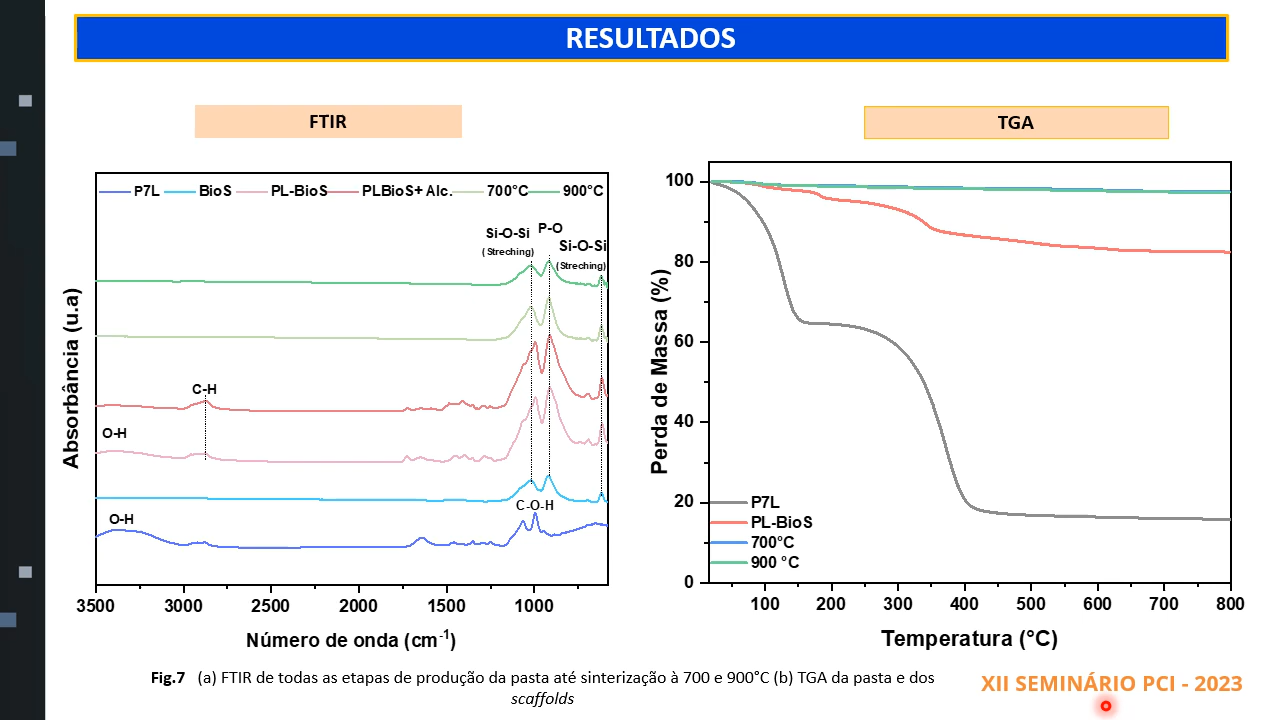 RESULTADOS
FTIR
TGA
P7L BioS PL-BioS PLBioS+ Alc. 700°C 900°C
Si-O-Si P-O
(Streching)
Si-O-Si
(Streching)
C-H
O-H
O-H
C-O-H
Absorbância (u.a)
3500 3000 2500 2000 1500 1000
Número de onda (cm-1)
100
80
60
40
20
0
Perda de Massa (%)
P7L
PL-BioS
700°C
900 °C
100 200 300 400 500 600 700 800
Temperatura (°C)
Fig.7 (a) FTIR de todas as etapas de produção da pasta até sinterização à 700 e 900°C (b) TGA da pasta e dos
scaffolds
XII SEMINÁRIO PCI - 2023